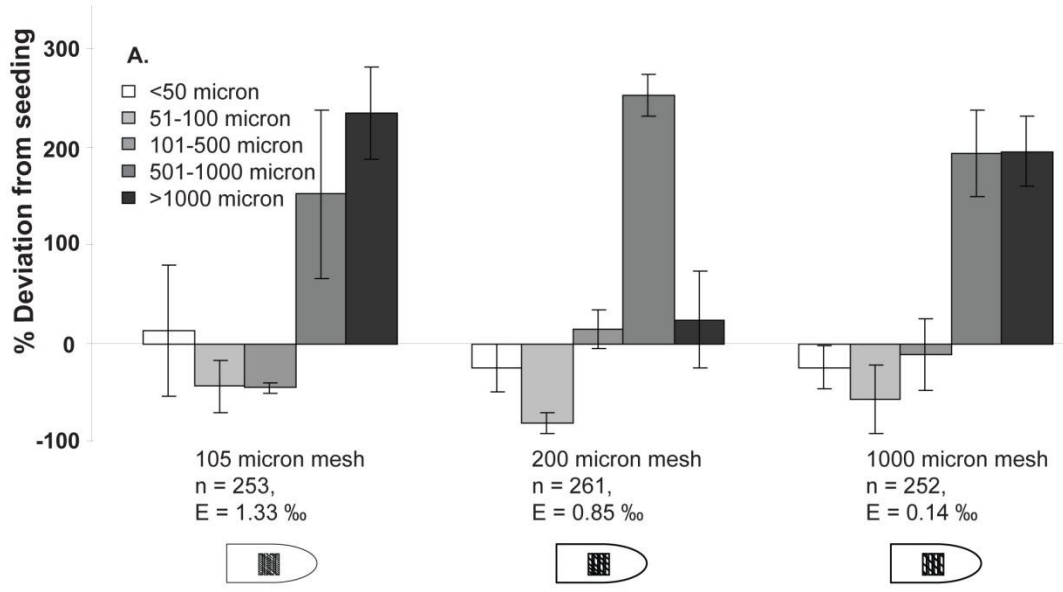 % Deviation from seeding
300
200
100
0
-100
A.
<50 micron
51-100 micron
101-500 micron
501-1000 micron
>1000 micron
105 micron mesh
n = 253,
E = 1.33 ‰
200 micron mesh
n = 261,
E = 0.85 ‰
1000 micron mesh
n = 252,
E = 0.14 ‰